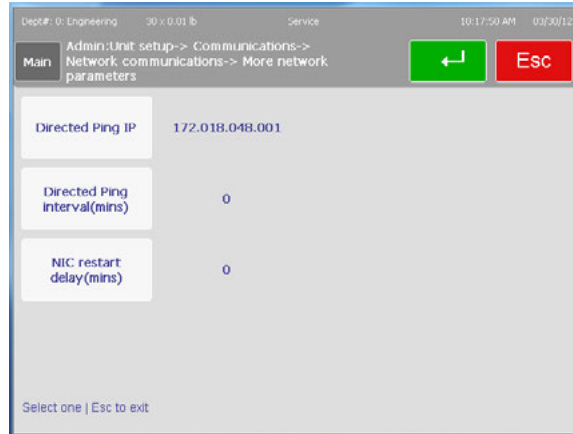 Dept#: 0: Engineering 30 x 0.01 lb Service 10:17:50 AM 03/30/12
Main
Admin:Unit setup-> Communications->
Network communications-> More network
parameters
Esc
Directed Ping IP 172.018.048.001
Directed Ping
interval(mins) 0
NIC restart
delay(mins) 0
Select one | Esc to exit